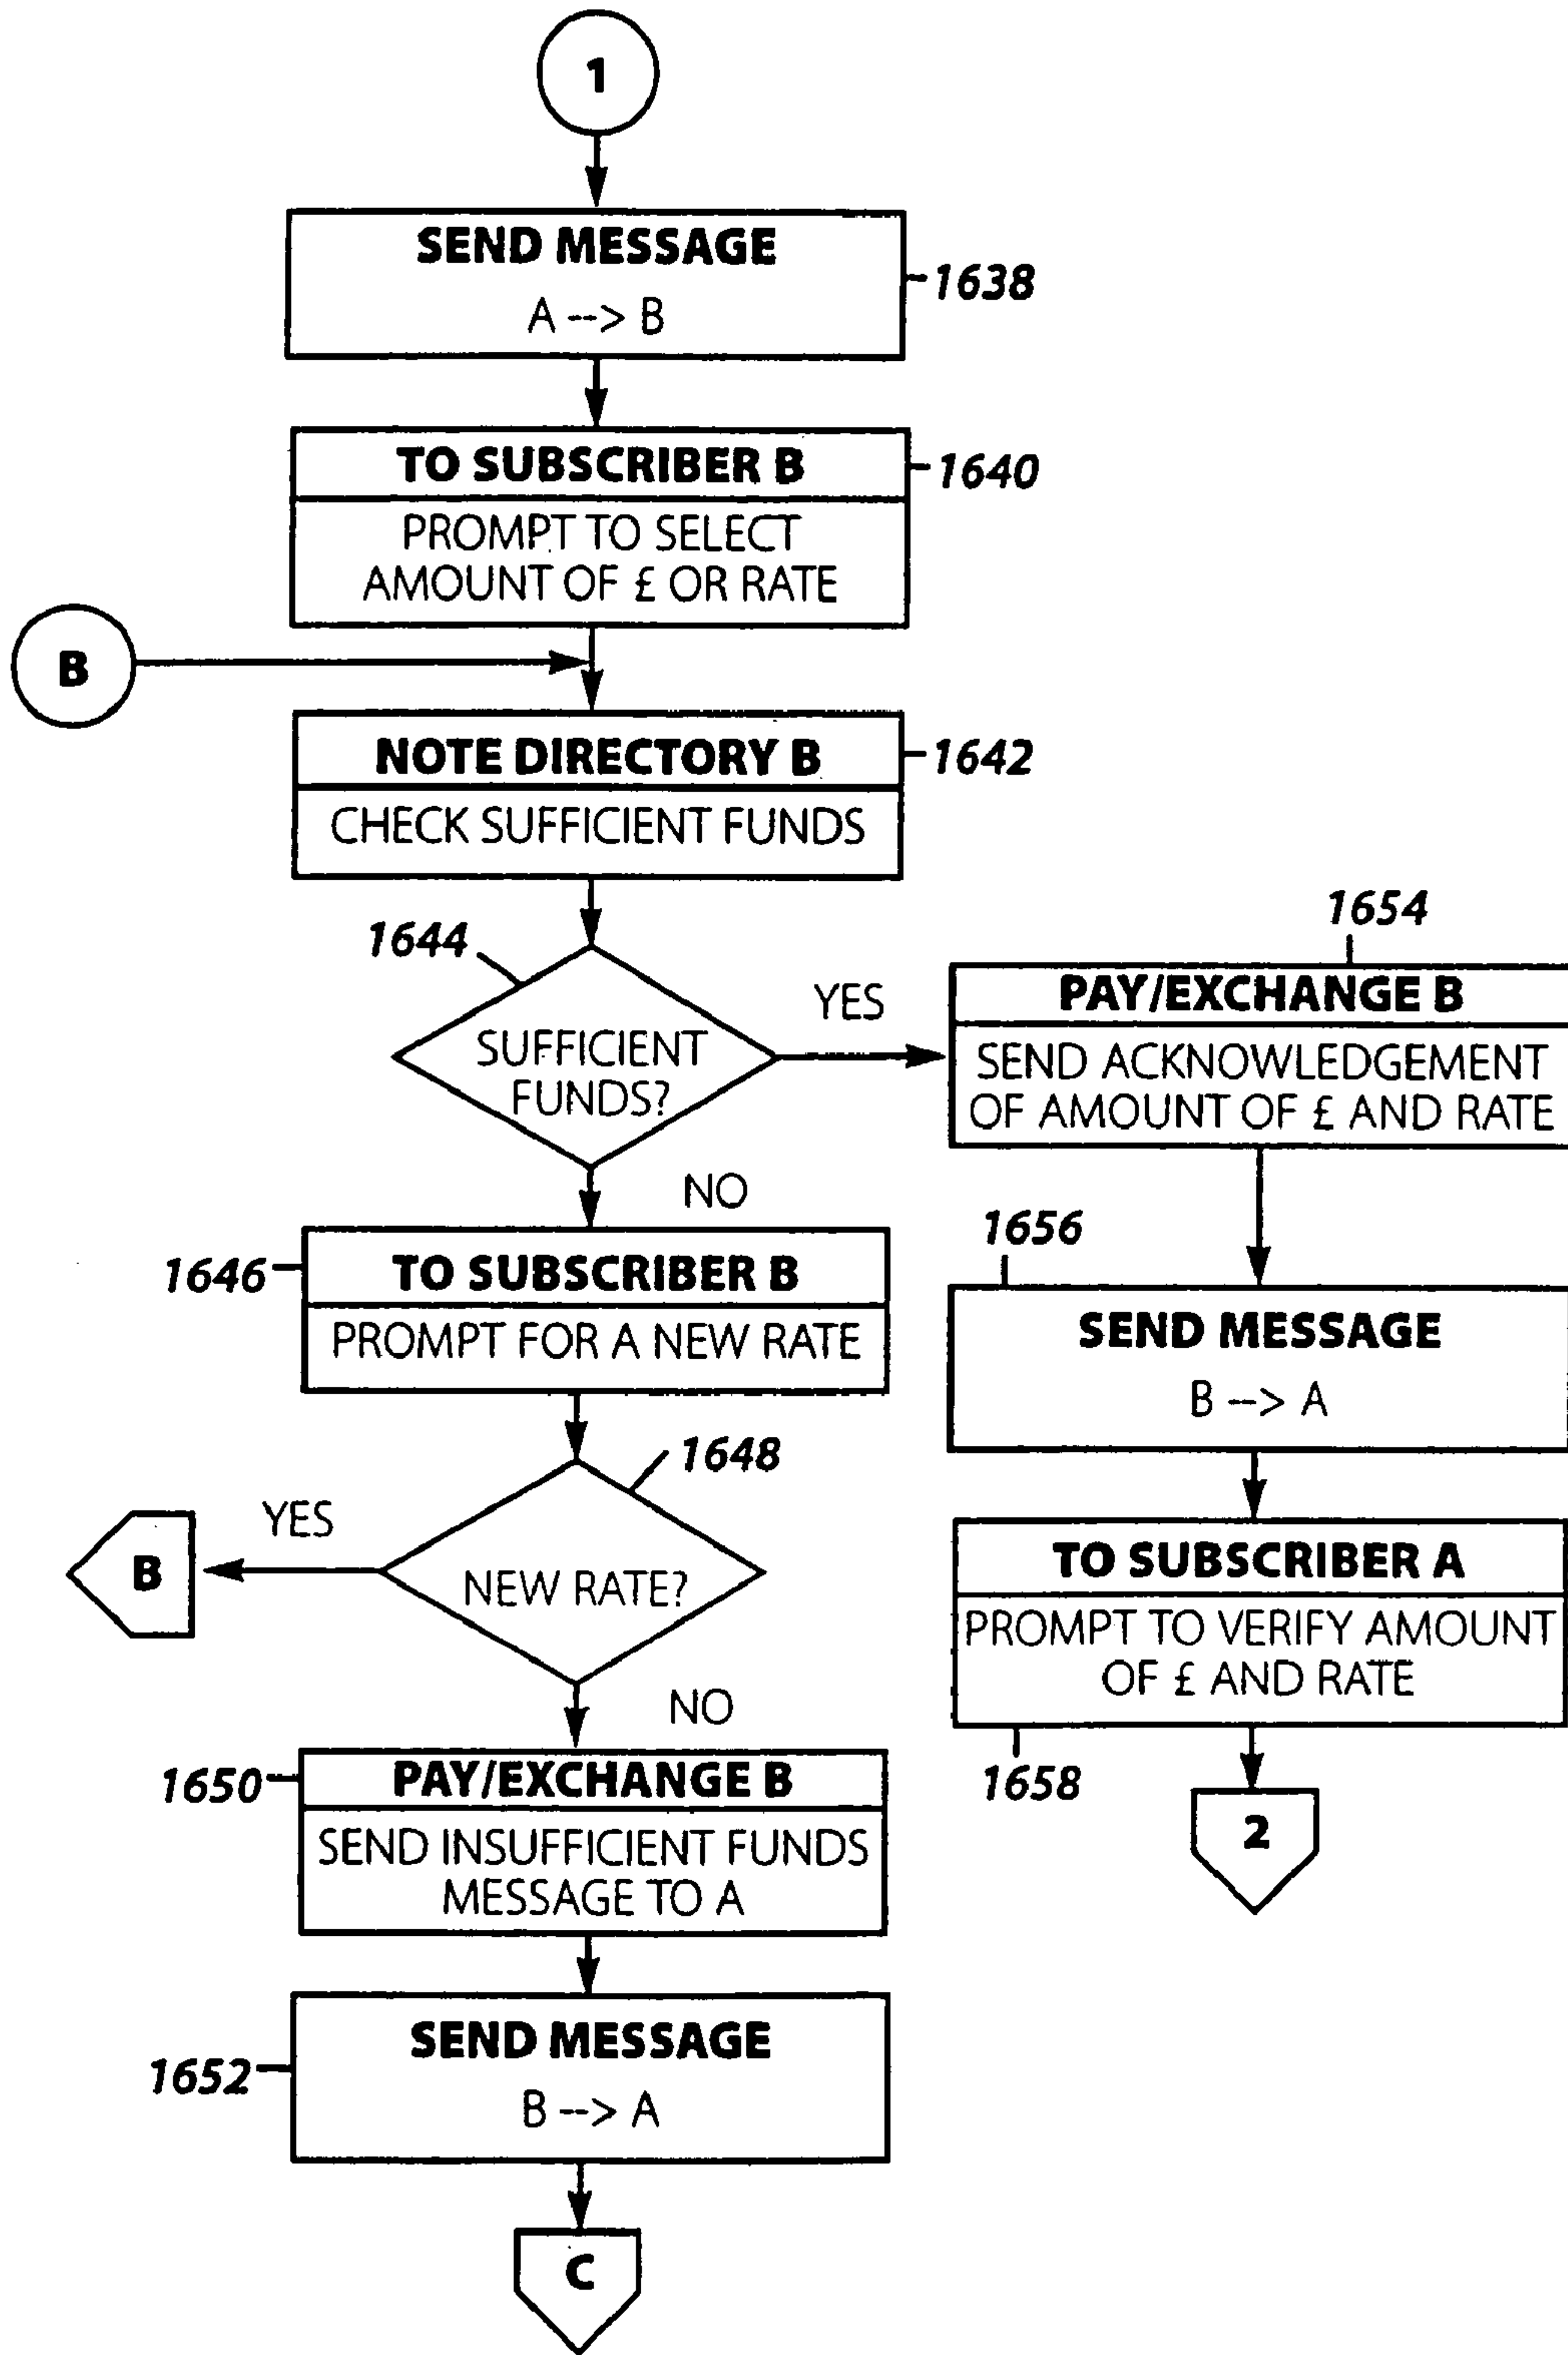 1
SEND MESSAGE
A --> B
1638
TO SUBSCRIBER B
1640
PROMPT TO SELECT
AMOUNT OF £ OR RATE
B
NOTE DIRECTORY B
1642
CHECK SUFFICIENT FUNDS
1644
SUFFICIENT
FUNDS?
YES
NO
1646
TO SUBSCRIBER B
PROMPT FOR A NEW RATE
1648
NEW RATE?
YES
B
NO
1650
PAY/EXCHANGE B
SEND INSUFFICIENT FUNDS
MESSAGE TO A
1652
SEND MESSAGE
B --> A
C
1654
PAY/EXCHANGE B
SEND ACKNOWLEDGEMENT
OF AMOUNT OF £ AND RATE
1656
SEND MESSAGE
B --> A
TO SUBSCRIBER A
PROMPT TO VERIFY AMOUNT
OF £ AND RATE
1658
2